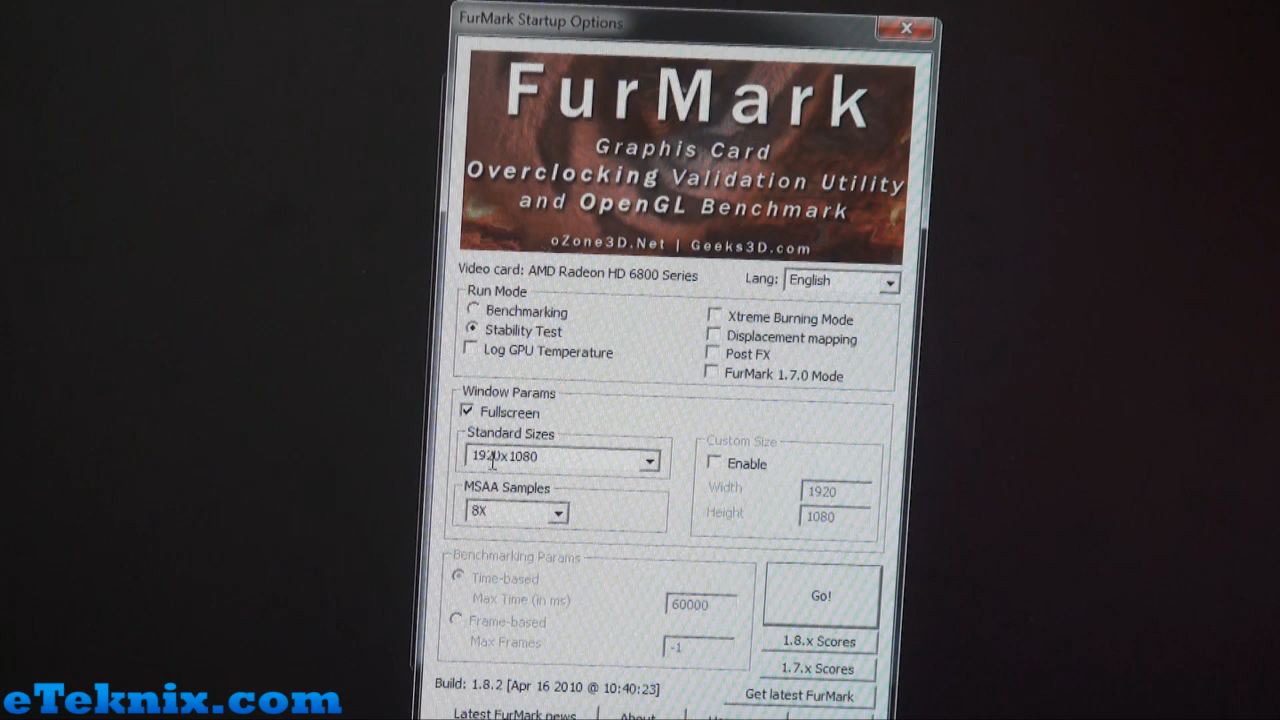 FurMark Startup Options
FurMark
Graphis Card
Overclocking Validation Utility
and OpenGL Benchmark
oZone3D.Net | Geeks3D.com
Video card: AMD Radeon HD 6800 Series
Lang: English
Run Mode
Benchmarking
Stability Test
Log GPU Temperature
Xtreme Burning Mode
Displacement mapping
Post FX
FurMark 1.7.0 Mode
Window Params
Fullscreen
Standard Sizes
1920x1080
MSAA Samples
8X
Custom Size
Enable
Width 1920
Height 1080
Benchmarking Params
Time-based
Max Time (in ms) 60000
Frame-based
Max Frames -1
Go!
1.8.x Scores
1.7.x Scores
Get latest FurMark
Build: 1.8.2 [Apr 16 2010 @ 10:40:23]
Latest FurMark news
About
eTeknix.com